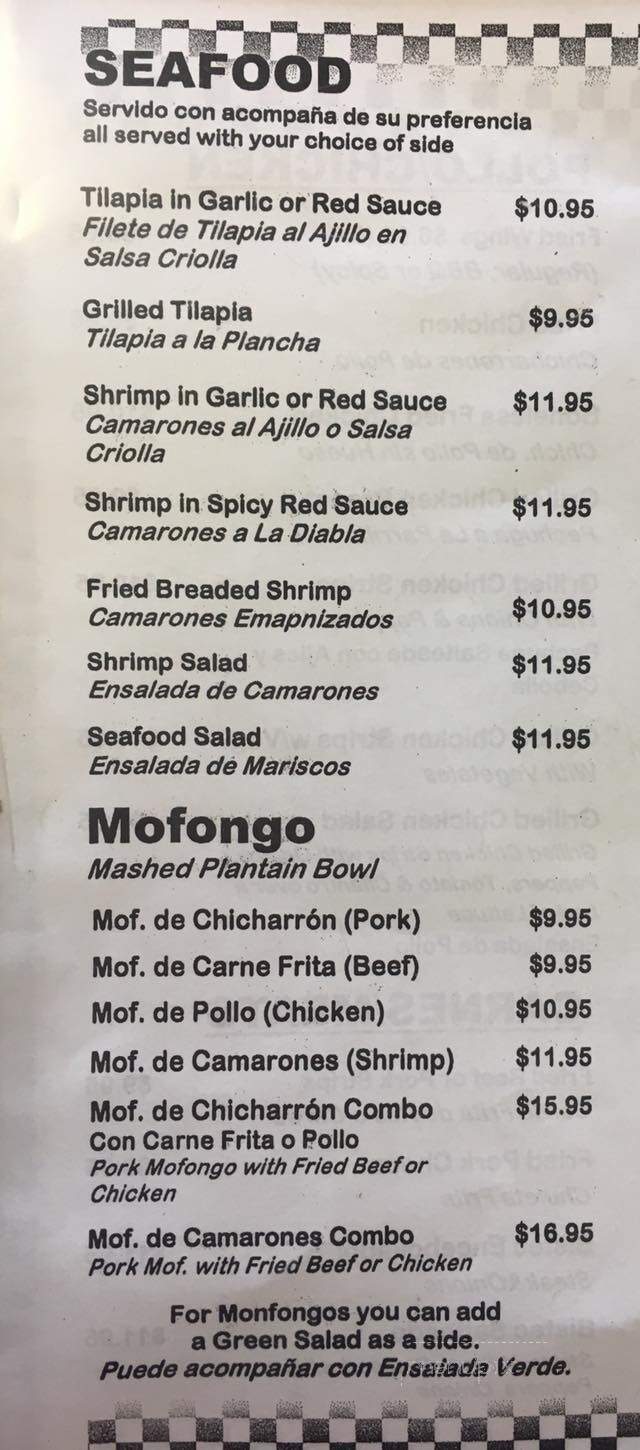 SEAFOOD
Servido con acompaña de su preferencia
all served with your choice of side
Tilapia in Garlic or Red Sauce $10.95
Filete de Tilapia al Ajillo en
Salsa Criolla
Grilled Tilapia $9.95
Tilapia a la Plancha
Shrimp in Garlic or Red Sauce $11.95
Camarones al Ajillo o Salsa
Criolla
Shrimp in Spicy Red Sauce $11.95
Camarones a La Diabla
Fried Breaded Shrimp
Camarones Emapnizados $10.95
Shrimp Salad $11.95
Ensalada de Camarones
Seafood Salad $11.95
Ensalada de Mariscos
Mofongo
Mashed Plantain Bowl
Mof. de Chicharrón (Pork) $9.95
Mof. de Carne Frita (Beef) $9.95
Mof. de Pollo (Chicken) $10.95
Mof. de Camarones (Shrimp) $11.95
Mof. de Chicharrón Combo $15.95
Con Carne Frita o Pollo
Pork Mofongo with Fried Beef or
Chicken
Mof. de Camarones Combo $16.95
Pork Mof. with Fried Beef or Chicken
For Monfongos you can add
a Green Salad as a side.
Puede acompañar con Ensalada Verde.